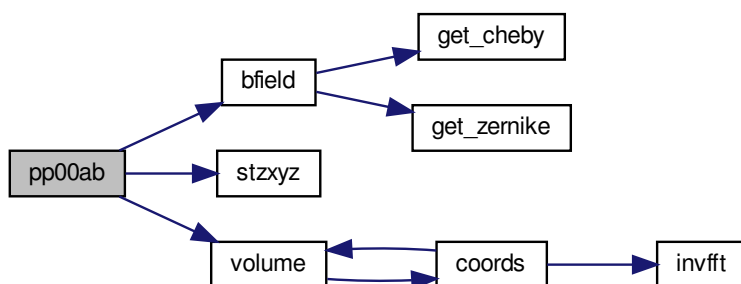 get_cheby
bfield
get_zernike
pp00ab
stzxyz
volume
coords
invfft